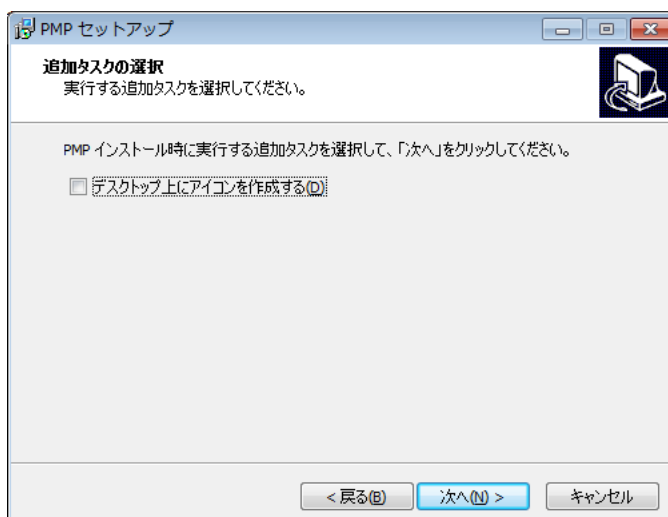 PMP セットアップ
追加タスクの選択
実行する追加タスクを選択してください。
PMP インストール時に実行する追加タスクを選択して、「次へ」をクリックしてください。
デスクトップ上にアイコンを作成する(D)
< 戻る(B)
次へ(N) >
キャンセル